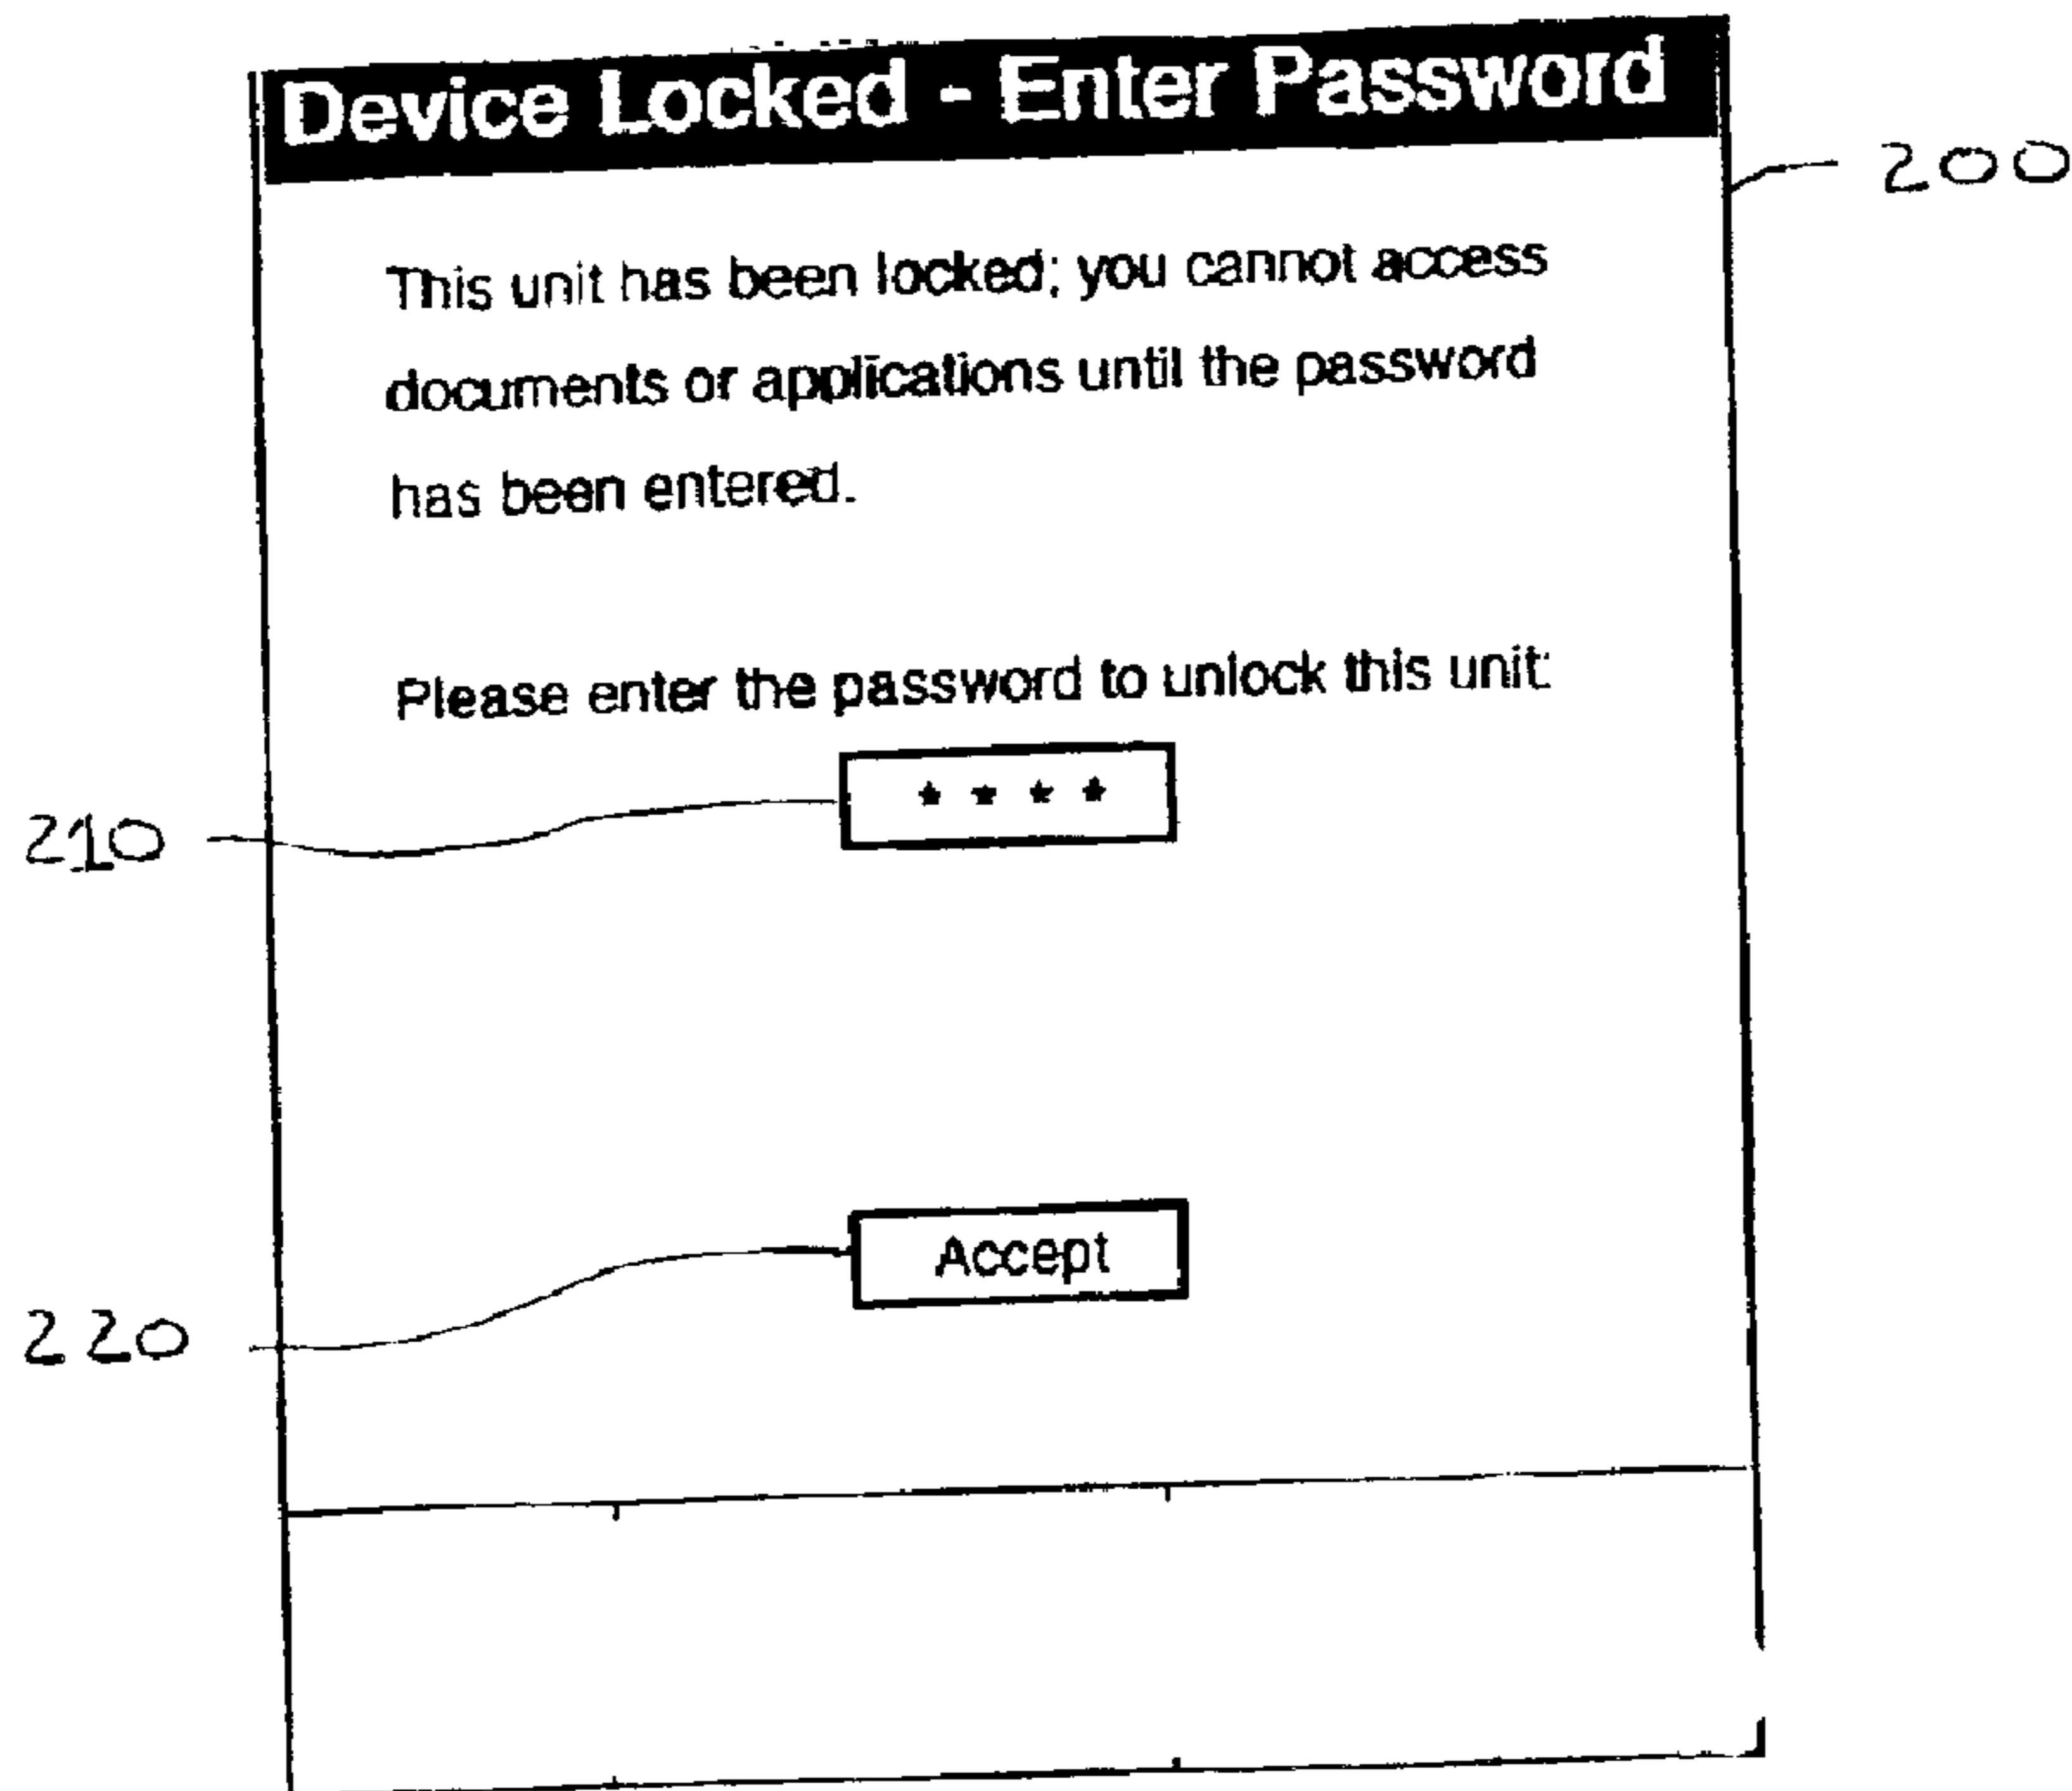 Device Locked - Enter Password
200
This unit has been locked; you cannot access
documents or applications until the password
has been entered.
Please enter the password to unlock this unit:
210
* * * *
Accept
220